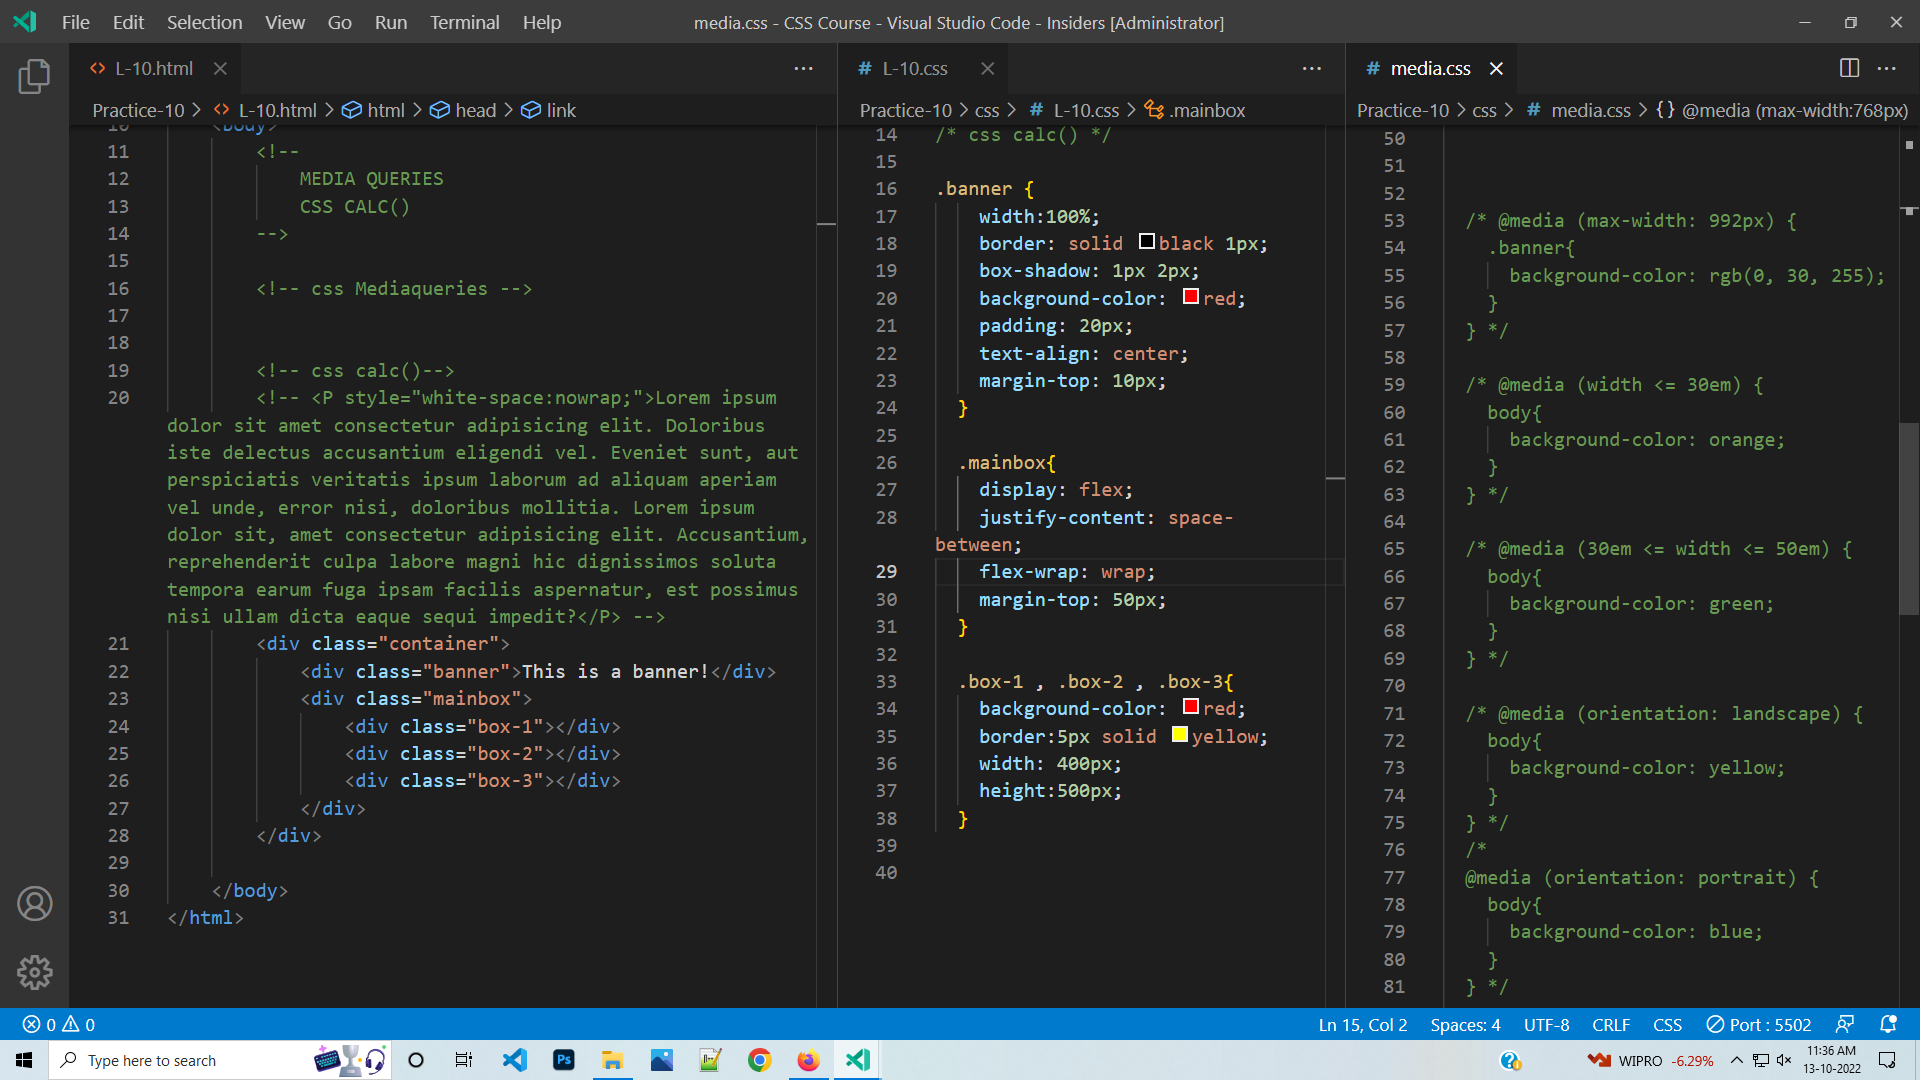 File Edit Selection View Go Run Terminal Help
media.css - CSS Course - Visual Studio Code - Insiders [Administrator]
L-10.html
Practice-10 > L-10.html > html > head > link
10 <body>
11 <!--
12 MEDIA QUERIES
13 CSS CALC()
14 -->
15
16 <!-- css Mediaqueries -->
17
18
19 <!-- css calc()-->
20 <!-- <P style="white-space:nowrap;">Lorem ipsum
dolor sit amet consectetur adipisicing elit. Doloribus
iste delectus accusantium eligendi vel. Eveniet sunt, aut
perspiciatis veritatis ipsum laborum ad aliquam aperiam
vel unde, error nisi, doloribus mollitia. Lorem ipsum
dolor sit, amet consectetur adipisicing elit. Accusantium,
reprehenderit culpa labore magni hic dignissimos soluta
tempora earum fuga ipsam facilis aspernatur, est possimus
nisi ullam dicta eaque sequi impedit?</P> -->
21 <div class="container">
22 <div class="banner">This is a banner!</div>
23 <div class="mainbox">
24 <div class="box-1"></div>
25 <div class="box-2"></div>
26 <div class="box-3"></div>
27 </div>
28 </div>
29
30 </body>
31 </html>
# L-10.css
Practice-10 > css > # L-10.css > .mainbox
14 /* css calc() */
15
16 .banner {
17 width:100%;
18 border: solid black 1px;
19 box-shadow: 1px 2px;
20 background-color: red;
21 padding: 20px;
22 text-align: center;
23 margin-top: 10px;
24 }
25
26 .mainbox{
27 display: flex;
28 justify-content: space-
between;
29 flex-wrap: wrap;
30 margin-top: 50px;
31 }
32
33 .box-1 , .box-2 , .box-3{
34 background-color: red;
35 border:5px solid yellow;
36 width: 400px;
37 height:500px;
38 }
39
40
# media.css
Practice-10 > css > # media.css > {} @media (max-width:768px)
50
51
52
53 /* @media (max-width: 992px) {
54 .banner{
55 background-color: rgb(0, 30, 255);
56 }
57 } */
58
59 /* @media (width <= 30em) {
60 body{
61 background-color: orange;
62 }
63 } */
64
65 /* @media (30em <= width <= 50em) {
66 body{
67 background-color: green;
68 }
69 } */
70
71 /* @media (orientation: landscape) {
72 body{
73 background-color: yellow;
74 }
75 } */
76 /*
77 @media (orientation: portrait) {
78 body{
79 background-color: blue;
80 }
81 } */
0 0
Ln 15, Col 2 Spaces: 4 UTF-8 CRLF CSS Port : 5502
Type here to search
Ps
WIPRO -6.29%
11:36 AM
13-10-2022